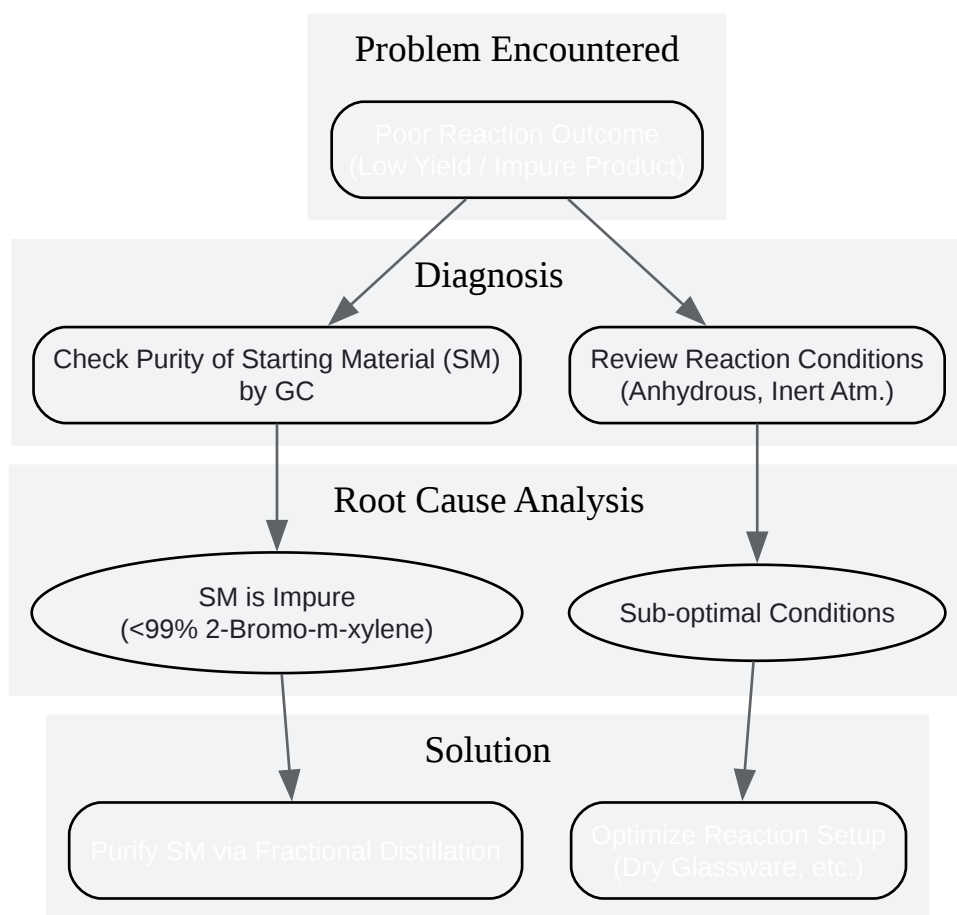 Problem Encountered
Poor Reaction Outcome
(Low Yield / Impure Product)
Diagnosis
Check Purity of Starting Material (SM)
by GC
Review Reaction Conditions
(Anhydrous, Inert Atm.)
Root Cause Analysis
SM is Impure
(<99% 2-Bromo-m-xylene)
Sub-optimal Conditions
Solution
Purify SM via Fractional Distillation
Optimize Reaction Setup
(Dry Glassware, etc.)